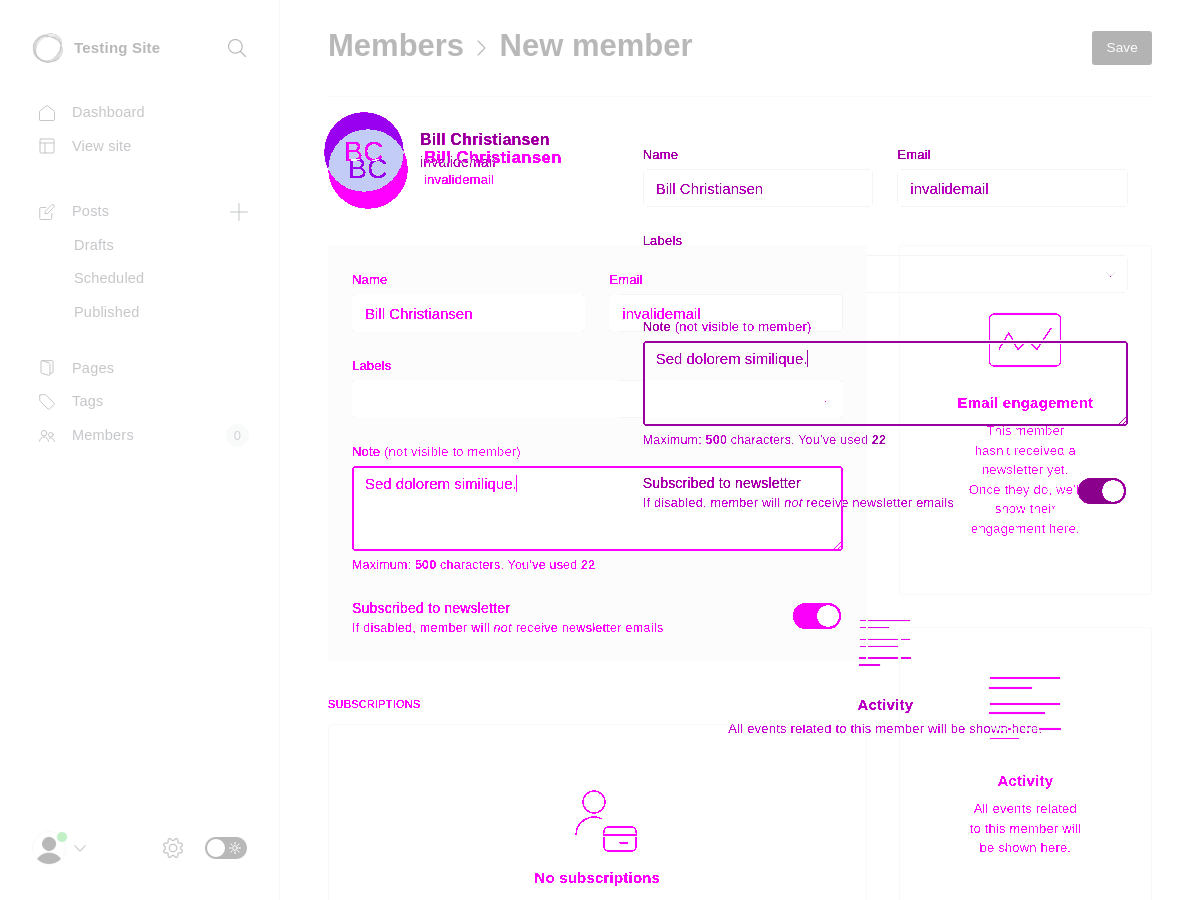 Testing Site
Members > New member
Save
Dashboard
View site
Posts
Drafts
Scheduled
Published
Pages
Tags
Members
0
BC
BC
Bill Christiansen
Bill Christiansen
invalidemail
invalidemail
Name
Email
Bill Christiansen
invalidemail
Labels
Name
Email
Bill Christiansen
invalidemail
Note (not visible to member)
Sed dolorem similique.
Labels
Maximum: 500 characters. You've used 22
Note (not visible to member)
Sed dolorem similique.
Subscribed to newsletter
If disabled, member will not receive newsletter emails
Maximum: 500 characters. You've used 22
Subscribed to newsletter
If disabled, member will not receive newsletter emails
Email engagement
This member
hasn't received a
newsletter yet.
Once they do, we'll
show their
engagement here.
SUBSCRIPTIONS
Activity
All events related to this member will be shown here.
Activity
All events related
to this member will
be shown here.
No subscriptions